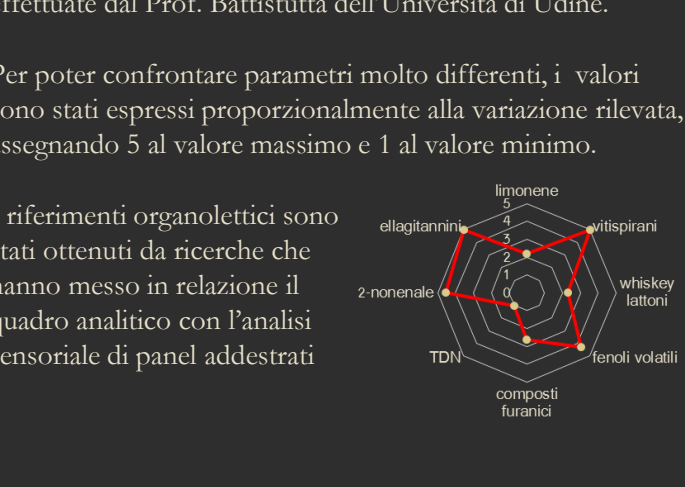 effettuate dal Prof. Battistutta dell'Università di Udine.
Per poter confrontare parametri molto differenti, i valori
sono stati espressi proporzionalmente alla variazione rilevata,
assegnando 5 al valore massimo e 1 al valore minimo.
riferimenti organolettici sono
stati ottenuti da ricerche che
hanno messo in relazione il
quadro analitico con l'analisi
sensoriale di panel addestrati
limonene
5
4
3
2
1
0
ellagitannini
vitispirani
2-nonenale
whiskey
lattoni
TDN
fenoli volatili
composti
furanici